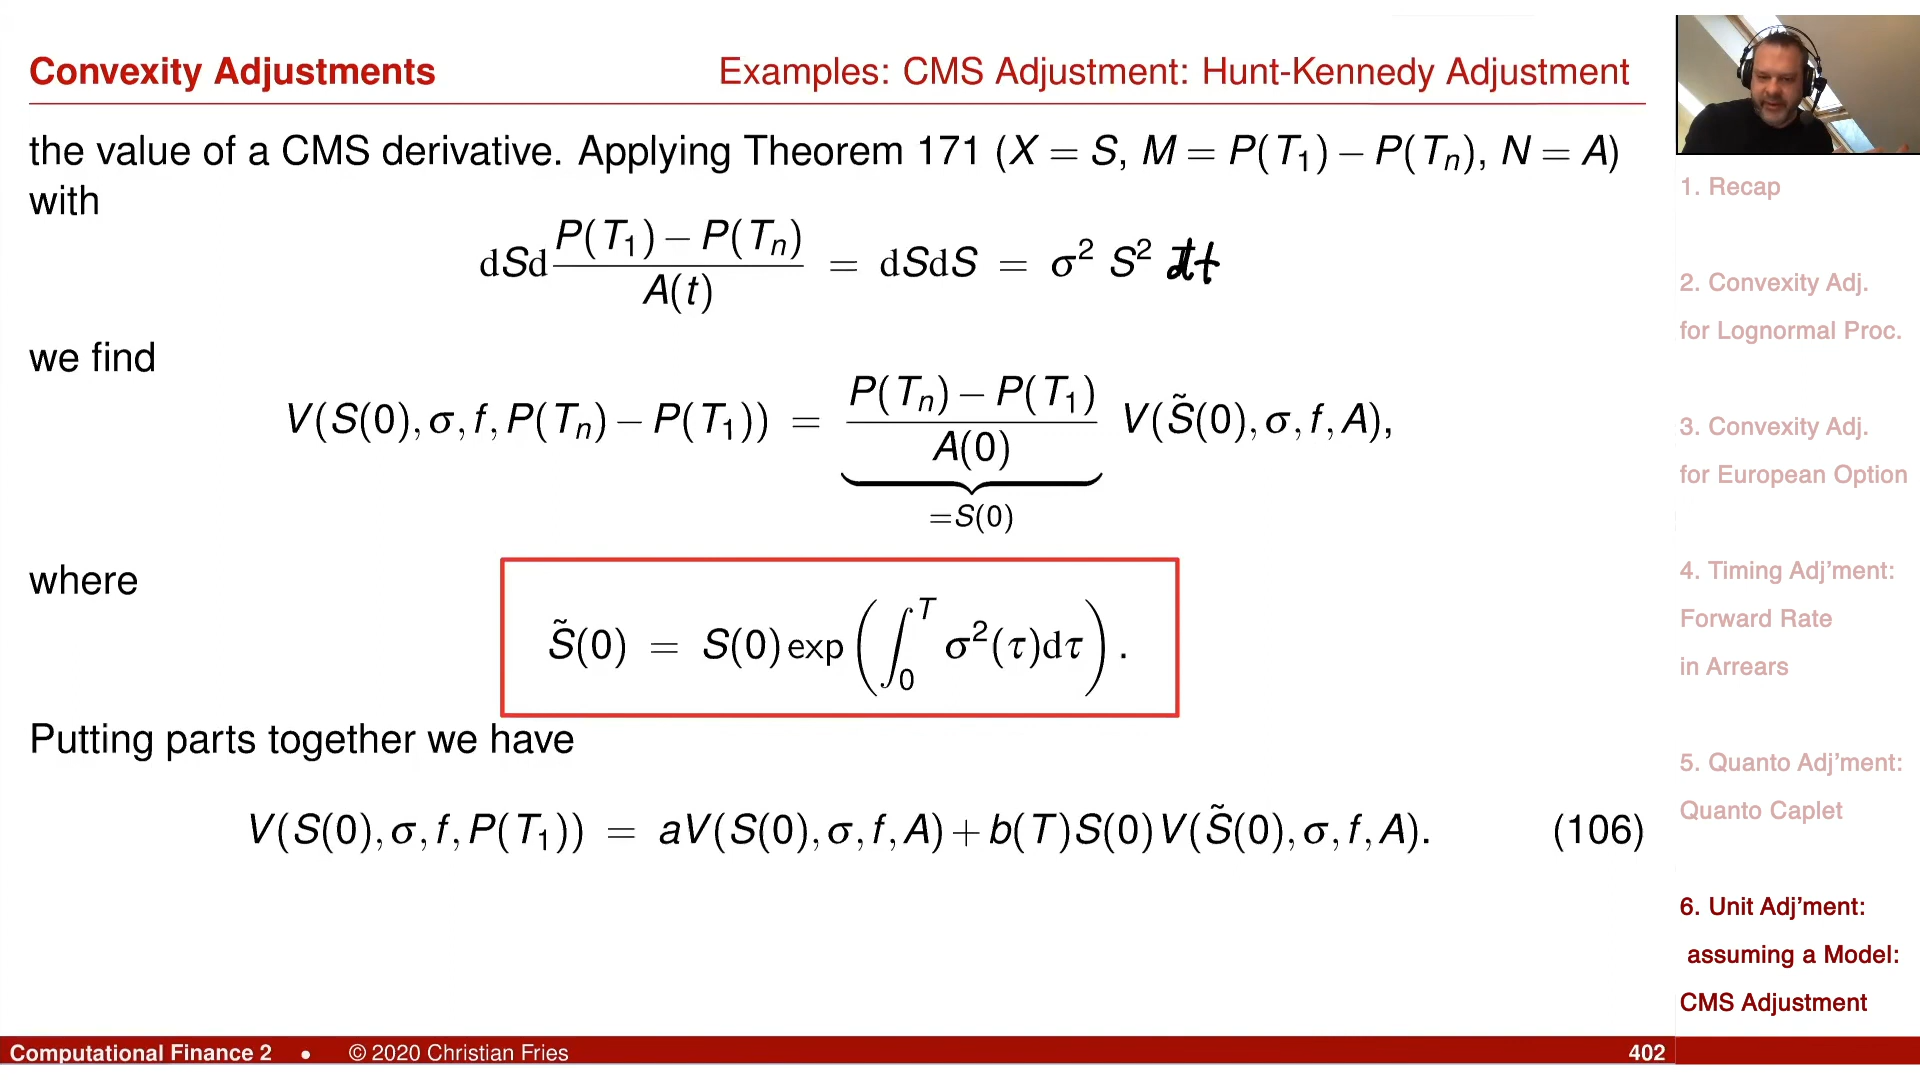 Convexity Adjustments Examples: CMS Adjustment: Hunt-Kennedy Adjustment
the value of a CMS derivative. Applying Theorem 171 (X = S, M = P(T₁) − P(Tₙ), N = A)
with
dSd P(T₁) − P(Tₙ) / A(t) = dSdS = σ² S² dt
we find
V(S(0), σ, f, P(Tₙ) − P(T₁)) = P(Tₙ) − P(T₁) / A(0) V(S̃(0), σ, f, A),
=S(0)
where
S̃(0) = S(0) exp ( ∫₀ᵀ σ²(τ)dτ ) .
Putting parts together we have
V(S(0), σ, f, P(T₁)) = aV(S(0), σ, f, A) + b(T)S(0)V(S̃(0), σ, f, A). (106)
1. Recap
2. Convexity Adj.
for Lognormal Proc.
3. Convexity Adj.
for European Option
4. Timing Adj'ment:
Forward Rate
in Arrears
5. Quanto Adj'ment:
Quanto Caplet
6. Unit Adj'ment:
assuming a Model:
CMS Adjustment
Computational Finance 2 • © 2020 Christian Fries 402